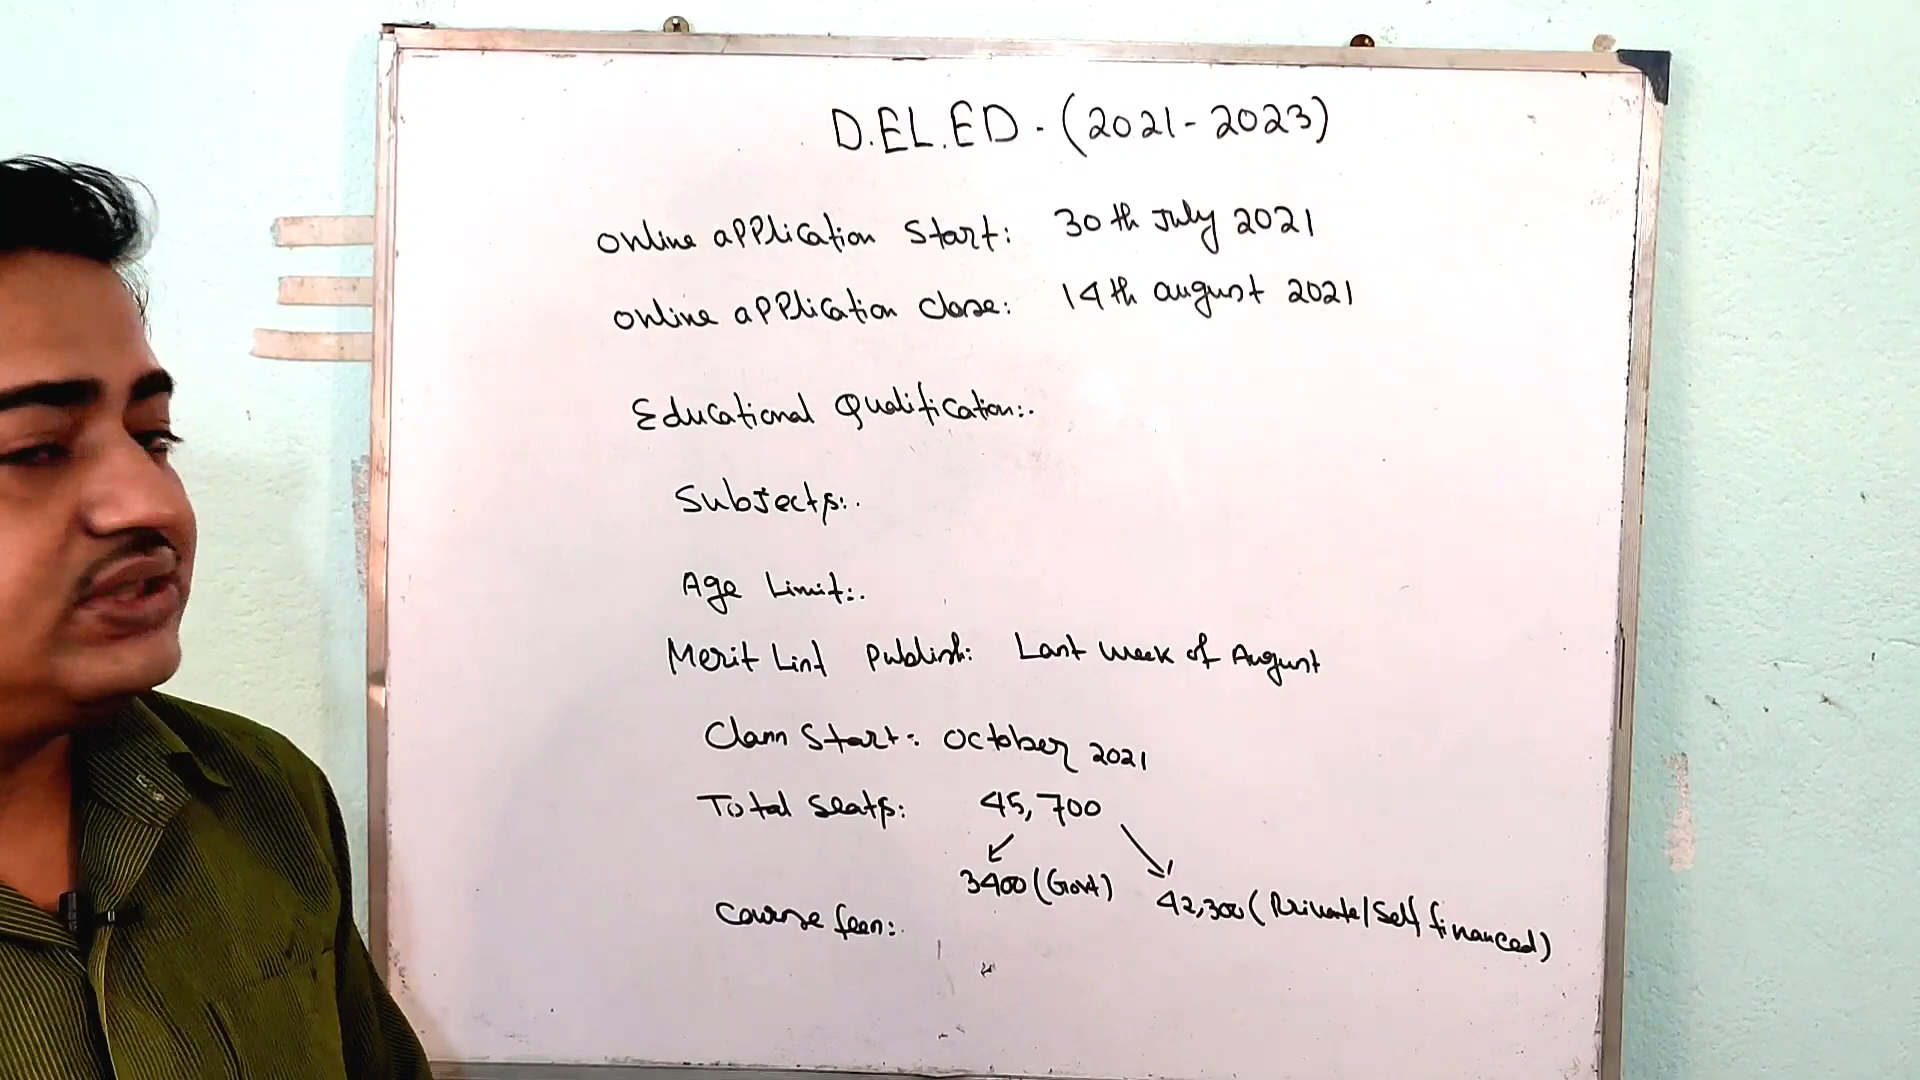 D.EL.ED - (2021-2023)
Online application Start: 30th July 2021
Online application Close: 14th august 2021
Educational Qualification:.
Subjects:.
Age Limit:.
Merit List Publish: Last week of August
Class Start: October 2021
Total Seats: 45,700
3400 (Govt) 42,300 (Private/Self financed)
Course fees:.